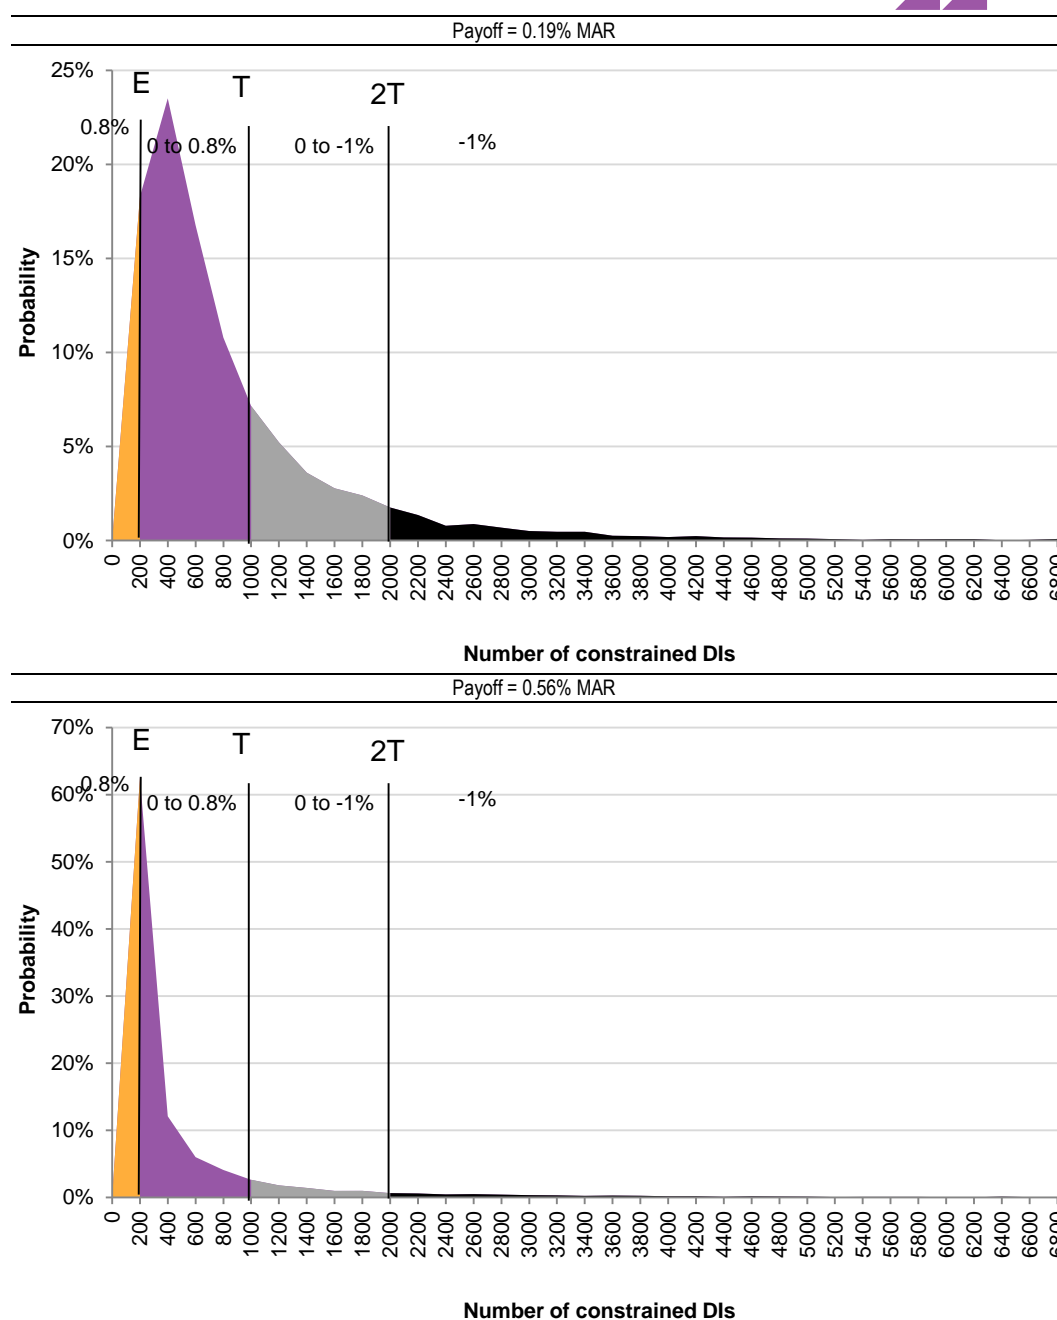 Payoff = 0.19% MAR
25%
E
T
2T
0.8%
0 to 0.8%
0 to -1%
-1%
20%
15%
10%
5%
0%
Probability
0 200 400 600 800 1000 1200 1400 1600 1800 2000 2200 2400 2600 2800 3000 3200 3400 3600 3800 4000 4200 4400 4600 4800 5000 5200 5400 5600 5800 6000 6200 6400 6600 6800
Number of constrained DIs
Payoff = 0.56% MAR
70%
E
T
2T
0.8%
0 to 0.8%
0 to -1%
-1%
60%
50%
40%
30%
20%
10%
0%
Probability
0 200 400 600 800 1000 1200 1400 1600 1800 2000 2200 2400 2600 2800 3000 3200 3400 3600 3800 4000 4200 4400 4600 4800 5000 5200 5400 5600 5800 6000 6200 6400 6600 6800
Number of constrained DIs